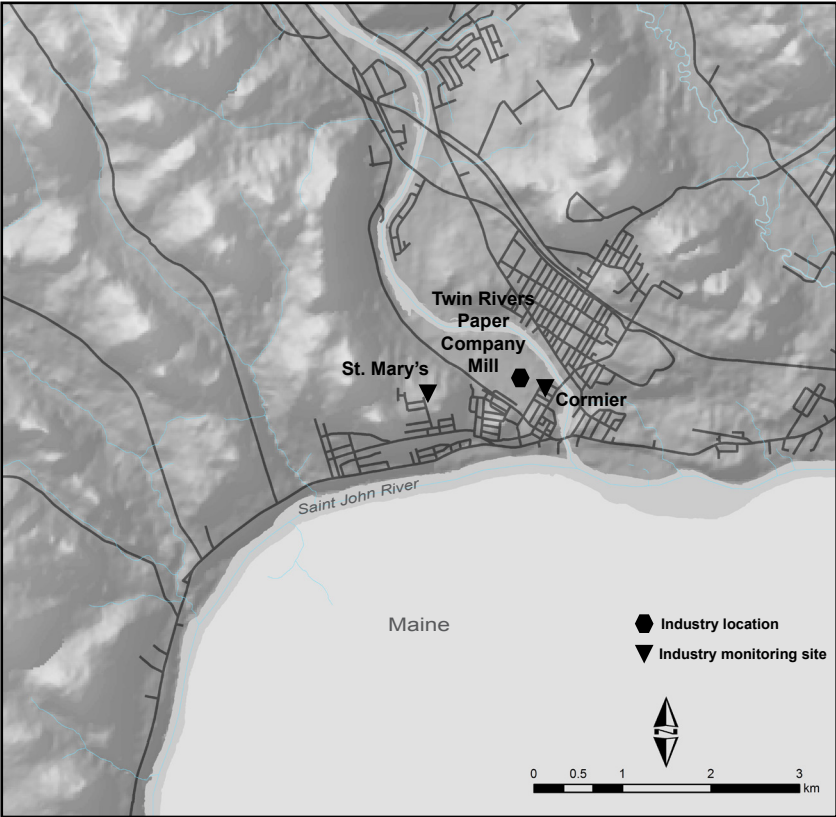 Twin Rivers
Paper
Company
Mill
St. Mary's
Cormier
Saint John River
Maine
Industry location
Industry monitoring site
N
0 0.5 1 2 3
km